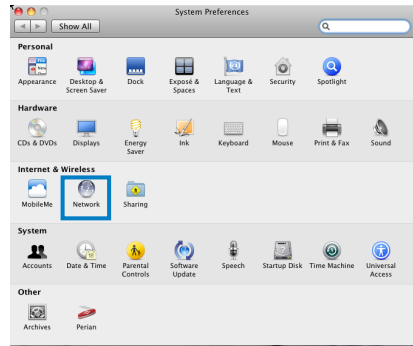 System Preferences
Show All
Personal
Appearance
Desktop &
Screen Saver
Dock
Exposé &
Spaces
Language &
Text
Security
Spotlight
Hardware
CDs & DVDs
Displays
Energy
Saver
Ink
Keyboard
Mouse
Print & Fax
Sound
Internet & Wireless
MobileMe
Network
Sharing
System
Accounts
Date & Time
Parental
Controls
Software
Update
Speech
Startup Disk
Time Machine
Universal
Access
Other
Archives
Perian